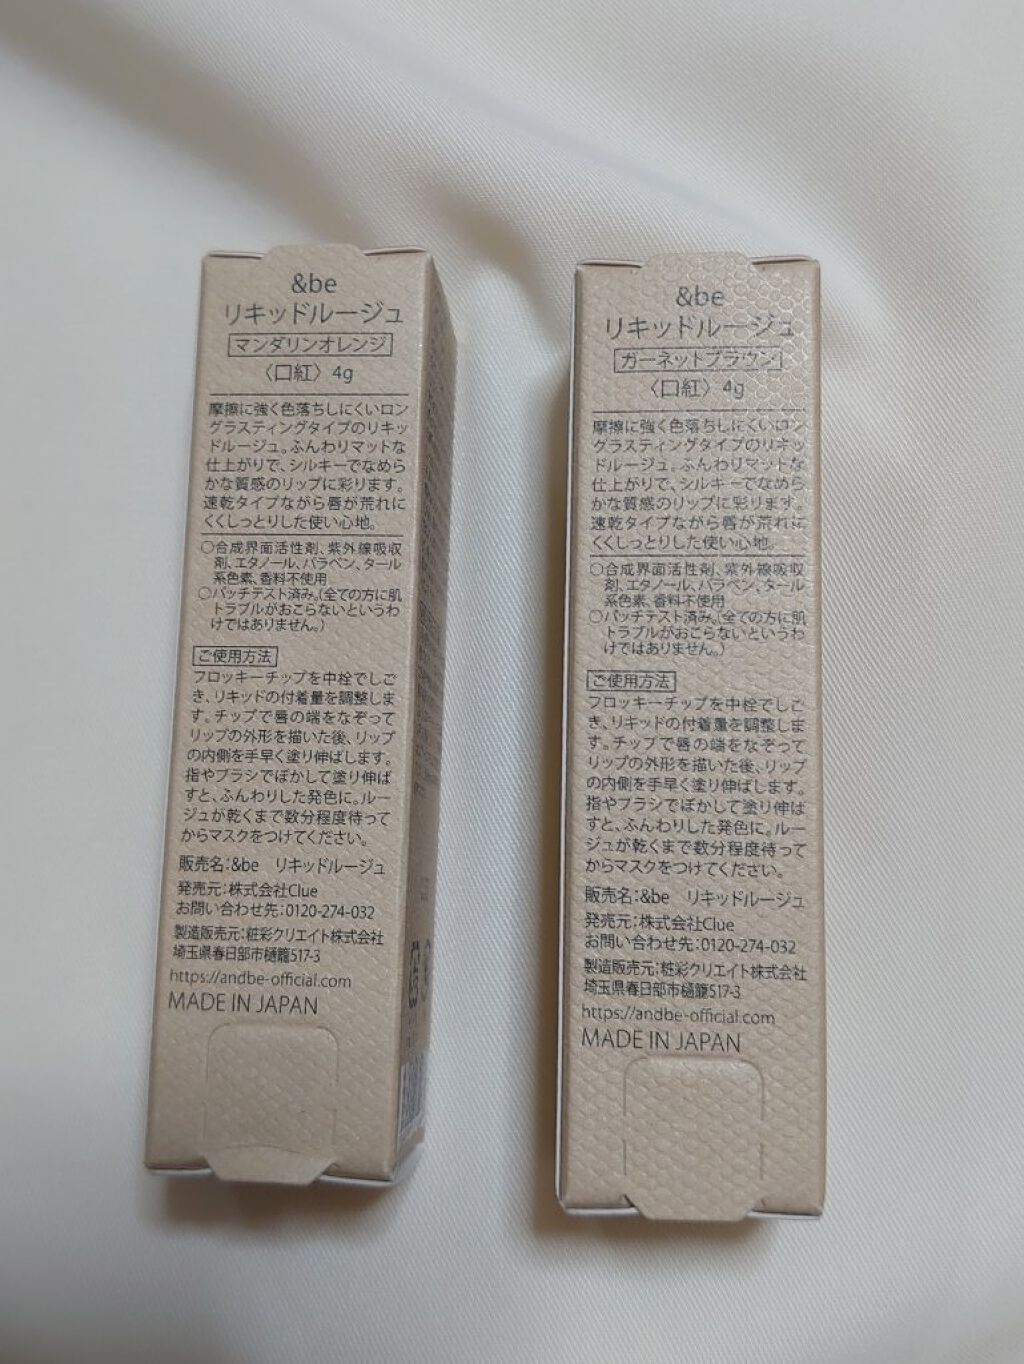 &be
リキッドルージュ
マンダリンオレンジ
〈口紅〉4g
摩擦に強く色落ちしにくいロン
グラスティングタイプのリキッ
ドルージュ。ふんわりマットな
仕上がりで、シルキーでなめら
かな質感のリップに彩ります。
速乾タイプながら唇が荒れに
くくしっとりした使い心地。
○合成界面活性剤、紫外線吸収
剤、エタノール、パラベン、タール
系色素、香料不使用
○パッチテスト済み。(全ての方に肌
トラブルがおこらないというわ
けではありません。)
ご使用方法
フロッキーチップを中栓でしご
き、リキッドの付着量を調整しま
す。チップで唇の端をなぞって
リップの外形を描いた後、リップ
の内側を手早く塗り伸ばします。
指やブラシでぼかして塗り伸ば
すと、ふんわりした発色に。ルー
ジュが乾くまで数分程度待って
からマスクをつけてください。
販売名:&be リキッドルージュ
発売元:株式会社Clue
お問い合わせ先:0120-274-032
製造販売元:粧彩クリエイト株式会社
埼玉県春日部市樋籠517-3
https://andbe-official.com
MADE IN JAPAN
&be
リキッドルージュ
ガーネットブラウン
〈口紅〉4g
摩擦に強く色落ちしにくいロン
グラスティングタイプのリキッ
ドルージュ。ふんわりマットな
仕上がりで、シルキーでなめら
かな質感のリップに彩ります。
速乾タイプながら唇が荒れに
くくしっとりした使い心地。
○合成界面活性剤、紫外線吸収
剤、エタノール、パラベン、タール
系色素、香料不使用
○パッチテスト済み。(全ての方に肌
トラブルがおこらないというわ
けではありません。)
ご使用方法
フロッキーチップを中栓でしご
き、リキッドの付着量を調整しま
す。チップで唇の端をなぞって
リップの外形を描いた後、リップ
の内側を手早く塗り伸ばします。
指やブラシでぼかして塗り伸ば
すと、ふんわりした発色に。ルー
ジュが乾くまで数分程度待って
からマスクをつけてください。
販売名:&be リキッドルージュ
発売元:株式会社Clue
お問い合わせ先:0120-274-032
製造販売元:粧彩クリエイト株式会社
埼玉県春日部市樋籠517-3
https://andbe-official.com
MADE IN JAPAN